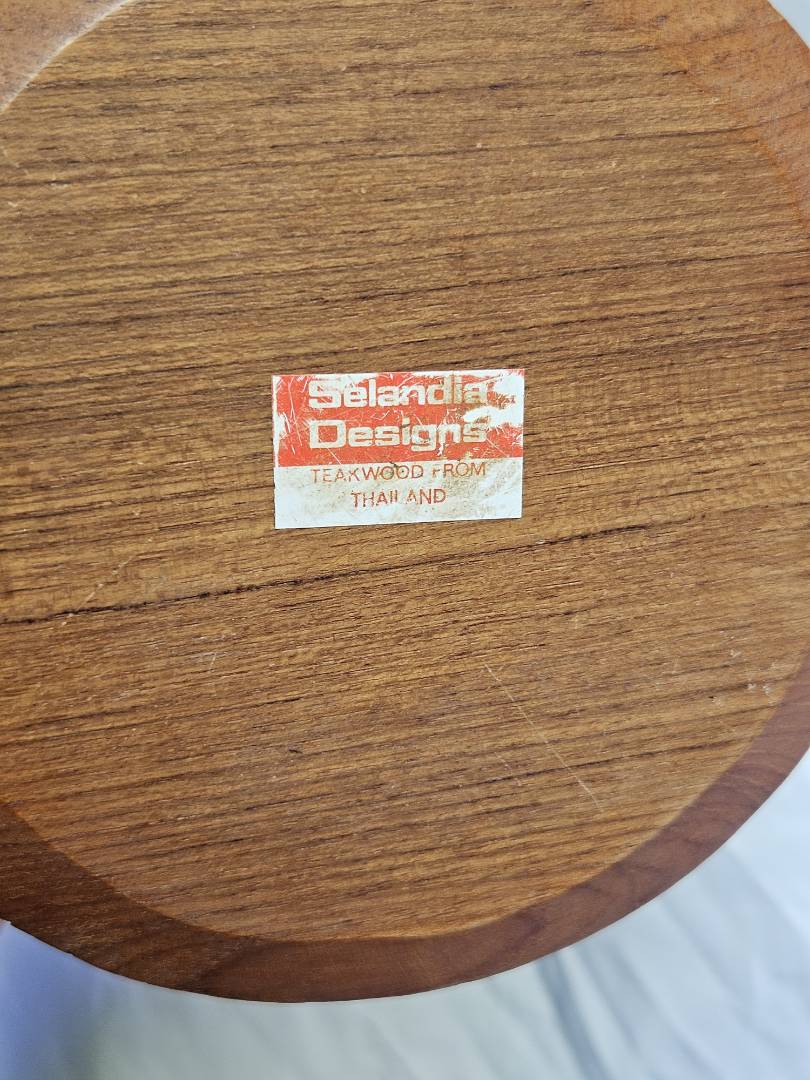 Selandia
Designs
TEAKWOOD FROM
THAILAND